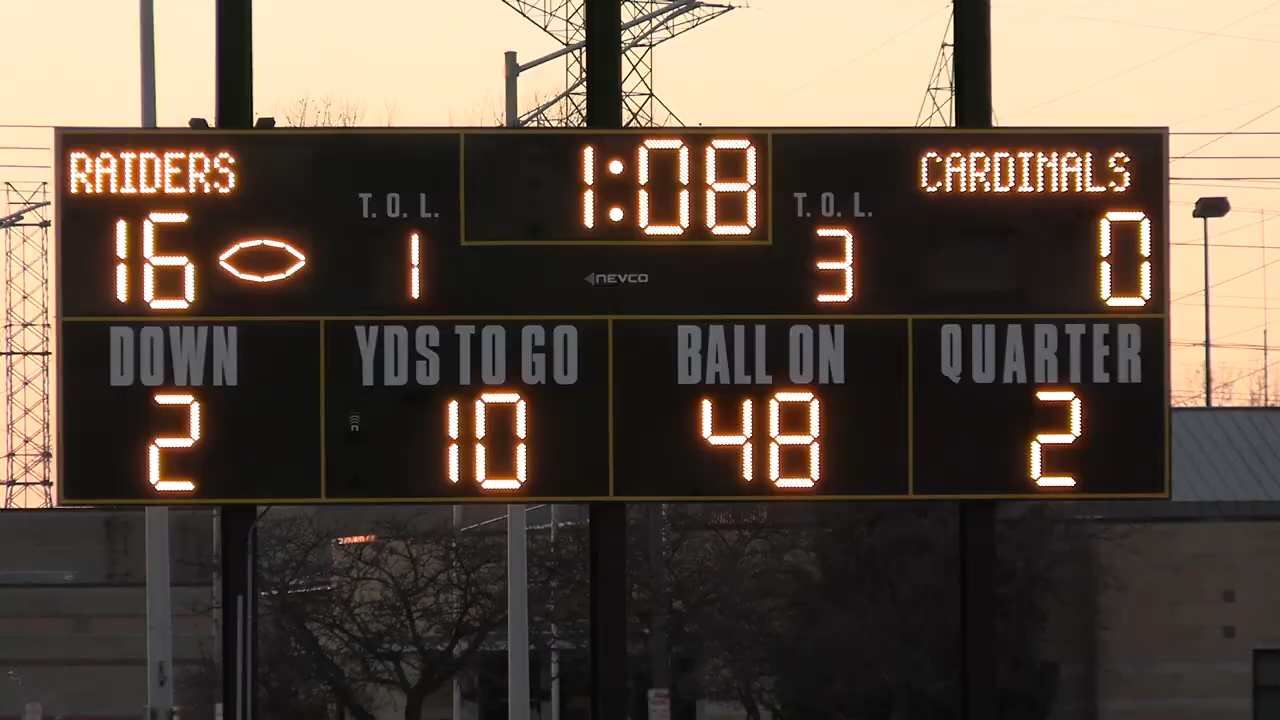 RAIDERS 1:08 CARDINALS
T. O. L. T. O. L.
16 1 3 0
NEVCO
DOWN YDS TO GO BALL ON QUARTER
2 10 48 2